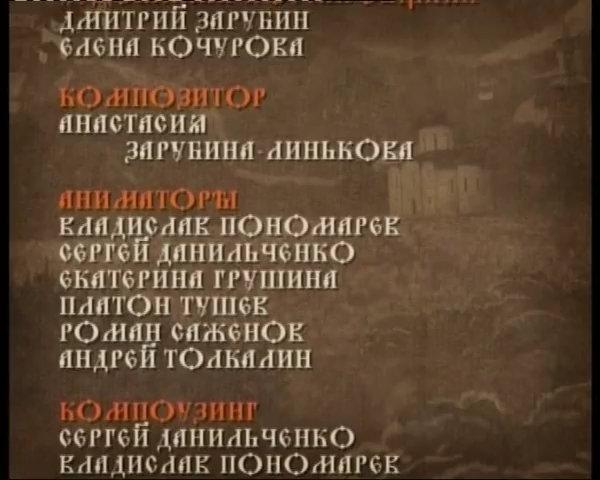 ДМИТРИЙ ЗАРУБИН
ЕЛЕНА КОЧУРОВА
КОМПОЗИТОР
АНАСТАСИЯ
ЗАРУБИНА-ЛИНЬКОВА
АНИМАТОРЫ
ВЛАДИСЛАВ ПОНОМАРЕВ
СЕРГЕЙ ДАНИЛЬЧЕНКО
ЕКАТЕРИНА ГРУШИНА
ПЛАТОН ТУШЕВ
РОМАН САЖЕНОВ
АНДРЕЙ ТОЛКАЛИН
КОМПОУЗИНГ
СЕРГЕЙ ДАНИЛЬЧЕНКО
ВЛАДИСЛАВ ПОНОМАРЕВ